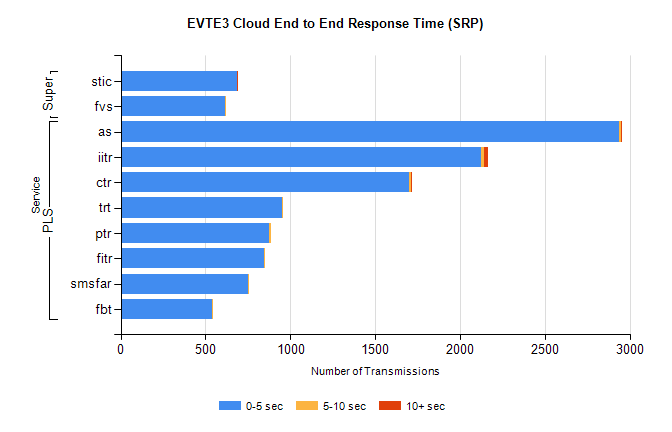 EVTE3 Cloud End to End Response Time (SRP)
Service
Super
PLS
stic
fvs
as
iitr
ctr
trt
ptr
fitr
smsfar
fbt
0 500 1000 1500 2000 2500 3000
Number of Transmissions
0-5 sec 5-10 sec 10+ sec